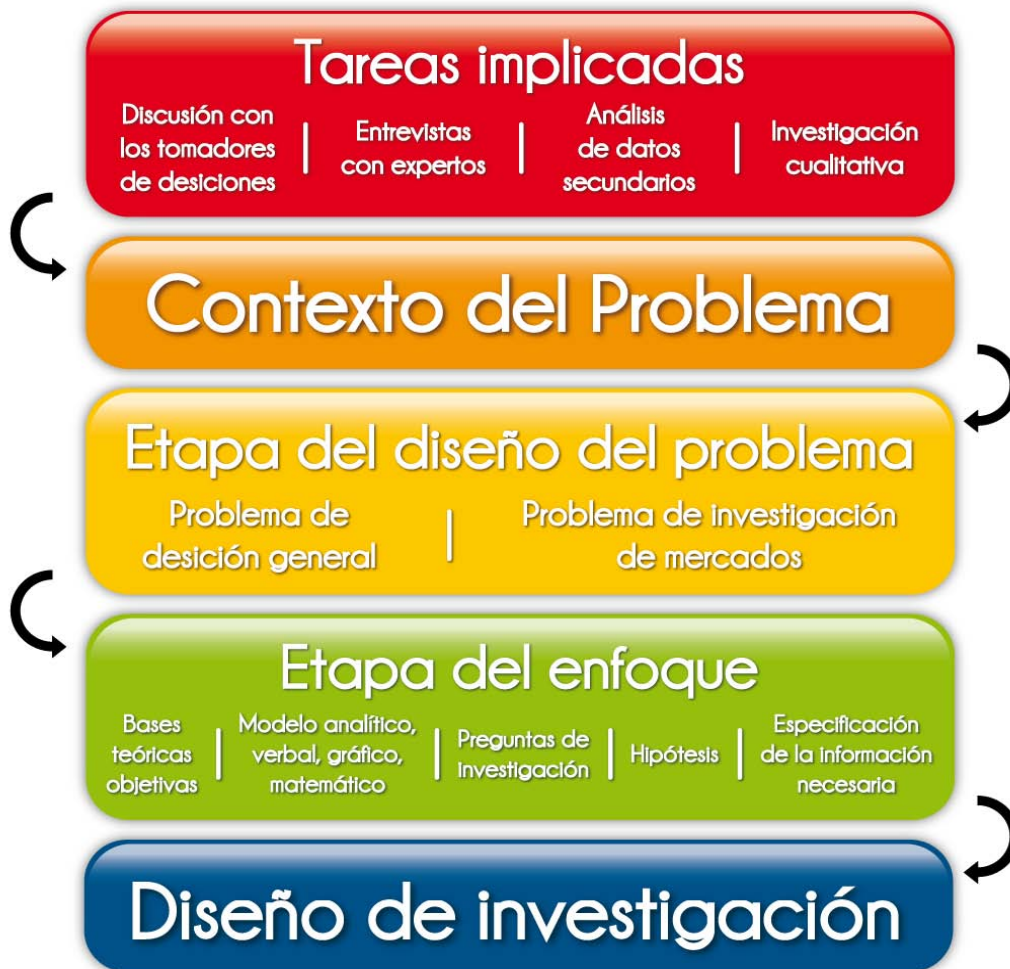 Tareas implicadas
Discusión con
los tomadores
de desiciones
Entrevistas
con expertos
Análisis
de datos
secundarios
Investigación
cualitativa
Contexto del Problema
Etapa del diseño del problema
Problema de
desición general
Problema de investigación
de mercados
Etapa del enfoque
Bases
teóricas
objetivas
Modelo analítico,
verbal, gráfico,
matemático
Preguntas de
investigación
Hipótesis
Especificación
de la información
necesaria
Diseño de investigación